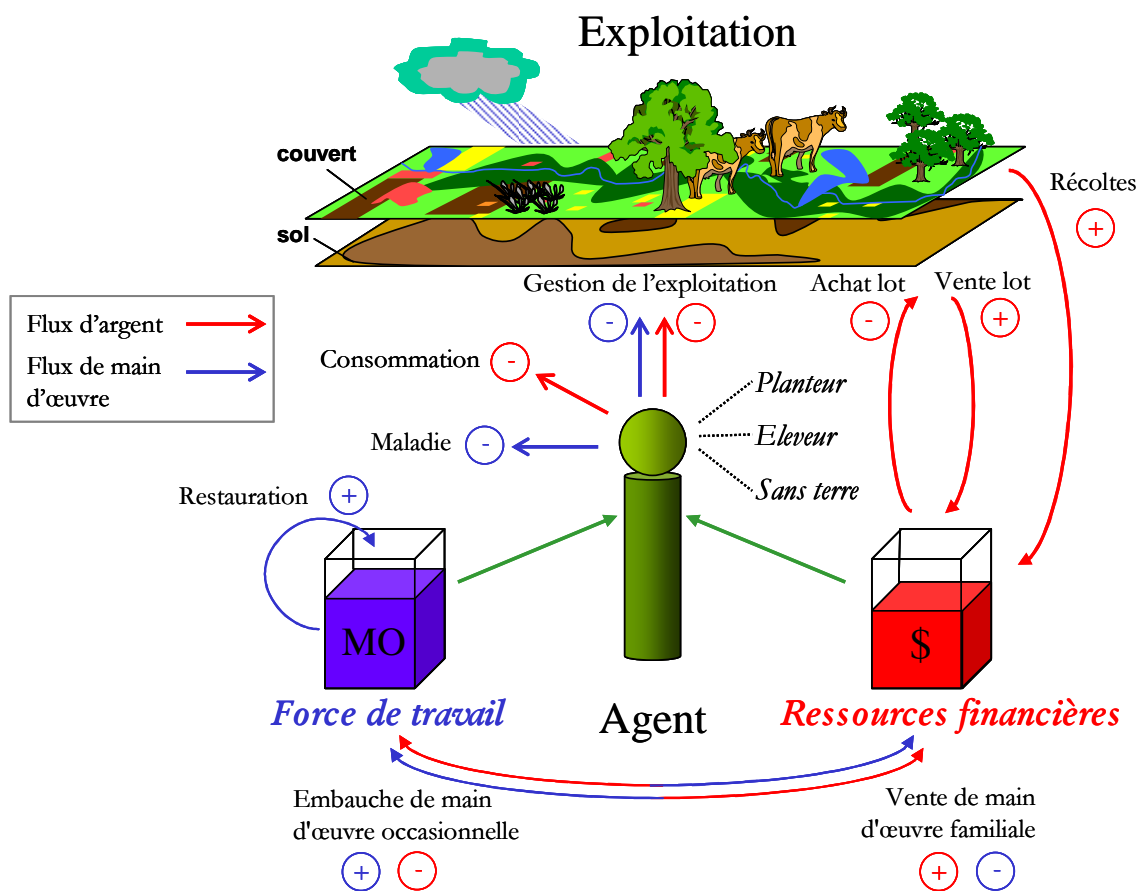 Exploitation
couvert
sol
Récoltes
+
Gestion de l'exploitation
Achat lot
Vente lot
-
-
-
+
Flux d'argent
Flux de main
d'œuvre
Consommation
-
Planteur
Maladie
-
Eleveur
Sans terre
Restauration
+
MO
$
Force de travail
Agent
Ressources financières
Embauche de main
d'œuvre occasionnelle
+ -
Vente de main
d'œuvre familiale
+ -